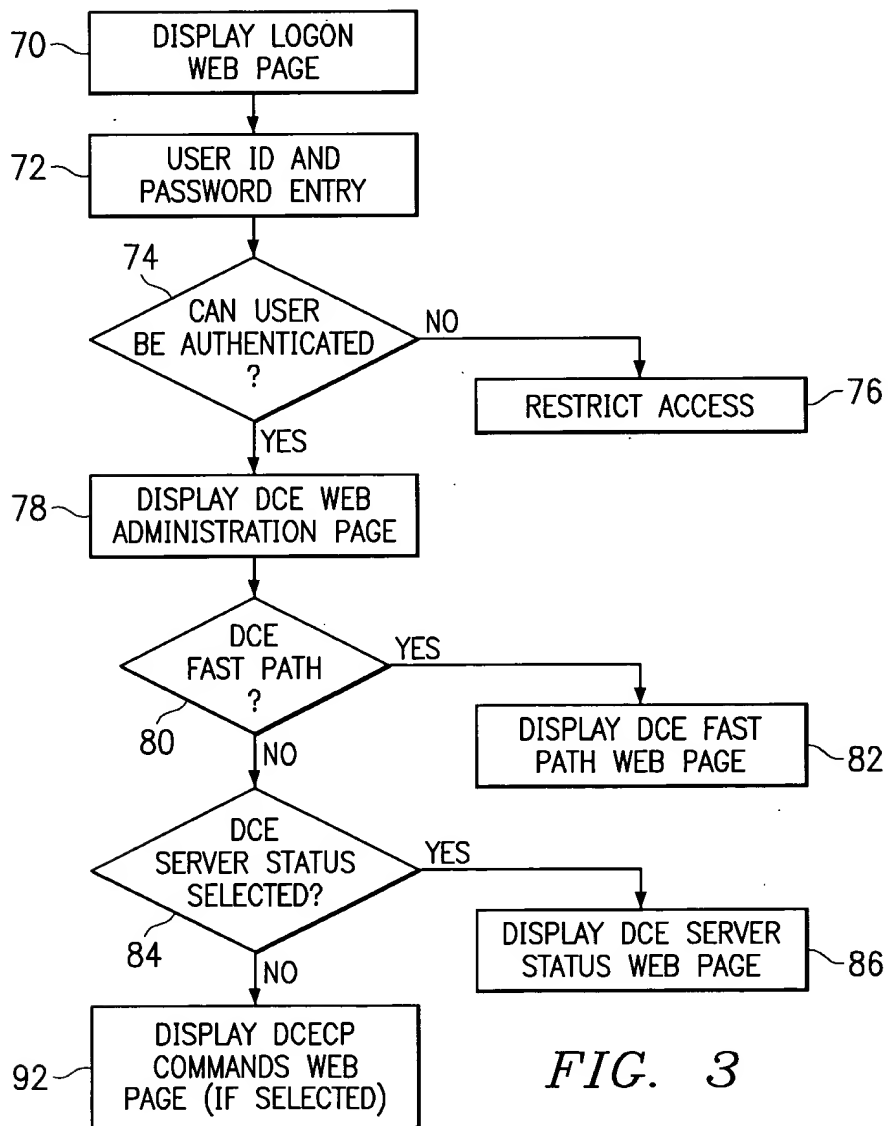 70
DISPLAY LOGON
WEB PAGE
72
USER ID AND
PASSWORD ENTRY
74
CAN USER
BE AUTHENTICATED
?
NO
RESTRICT ACCESS
76
YES
78
DISPLAY DCE WEB
ADMINISTRATION PAGE
DCE
FAST PATH
?
YES
80
DISPLAY DCE FAST
PATH WEB PAGE
82
NO
DCE
SERVER STATUS
SELECTED?
YES
84
DISPLAY DCE SERVER
STATUS WEB PAGE
86
NO
92
DISPLAY DCECP
COMMANDS WEB
PAGE (IF SELECTED)
FIG. 3